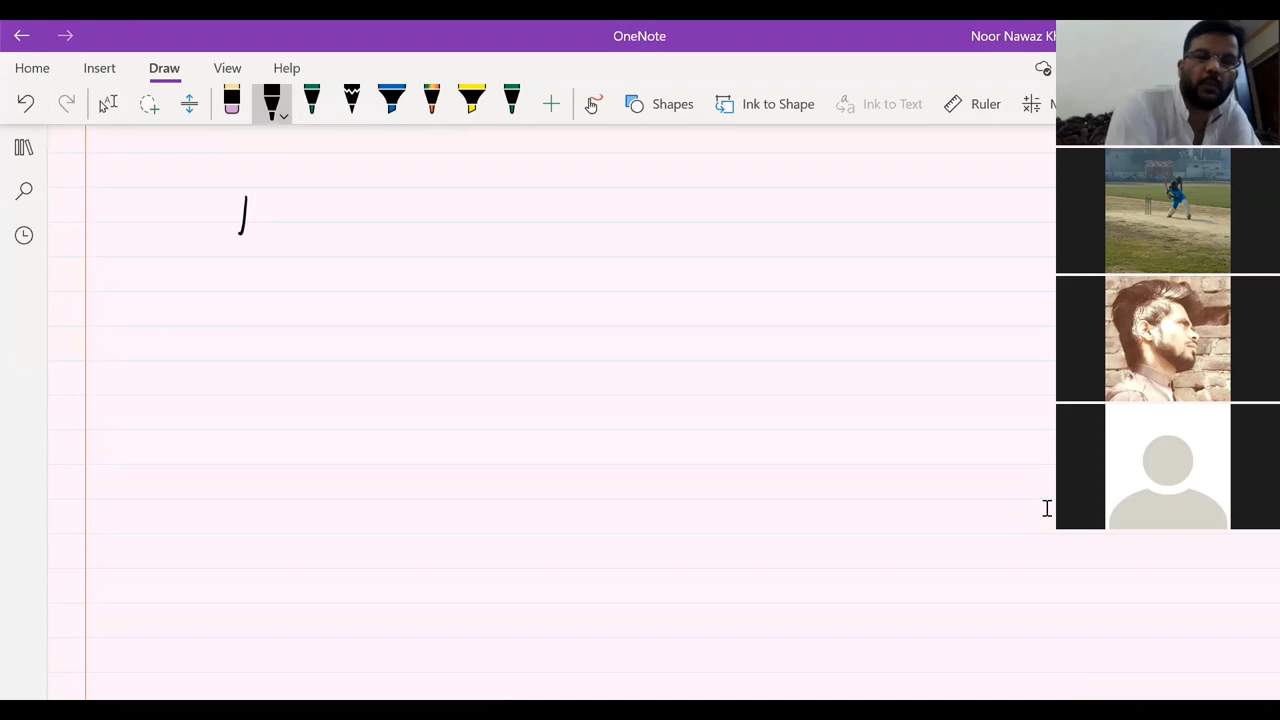 OneNote
Noor Nawaz Kh
Home Insert Draw View Help
Shapes Ink to Shape Ink to Text Ruler M